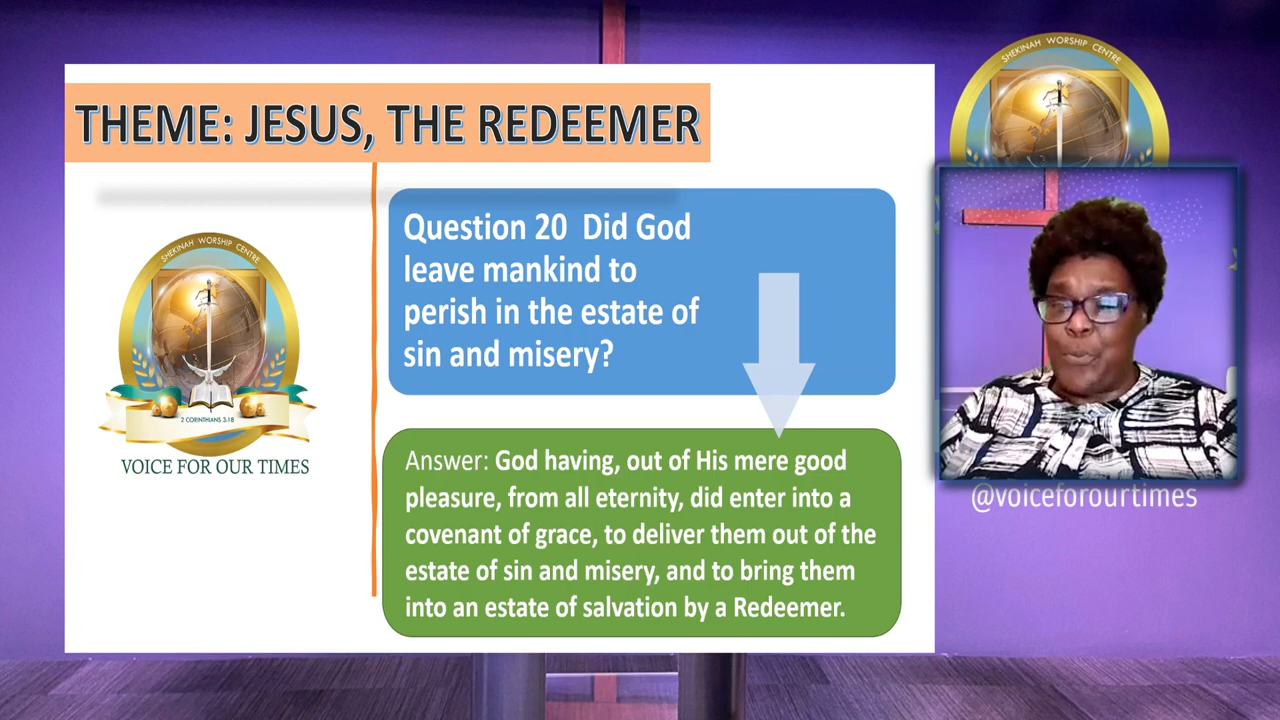 THEME: JESUS, THE REDEEMER
SHEKINAH WORSHIP CENTRE
2 CORINTHIANS 3:18
VOICE FOR OUR TIMES
Question 20 Did God
leave mankind to
perish in the estate of
sin and misery?
Answer: God having, out of His mere good
pleasure, from all eternity, did enter into a
covenant of grace, to deliver them out of the
estate of sin and misery, and to bring them
into an estate of salvation by a Redeemer.
SHEKINAH WORSHIP CENTRE
@voiceforourtimes